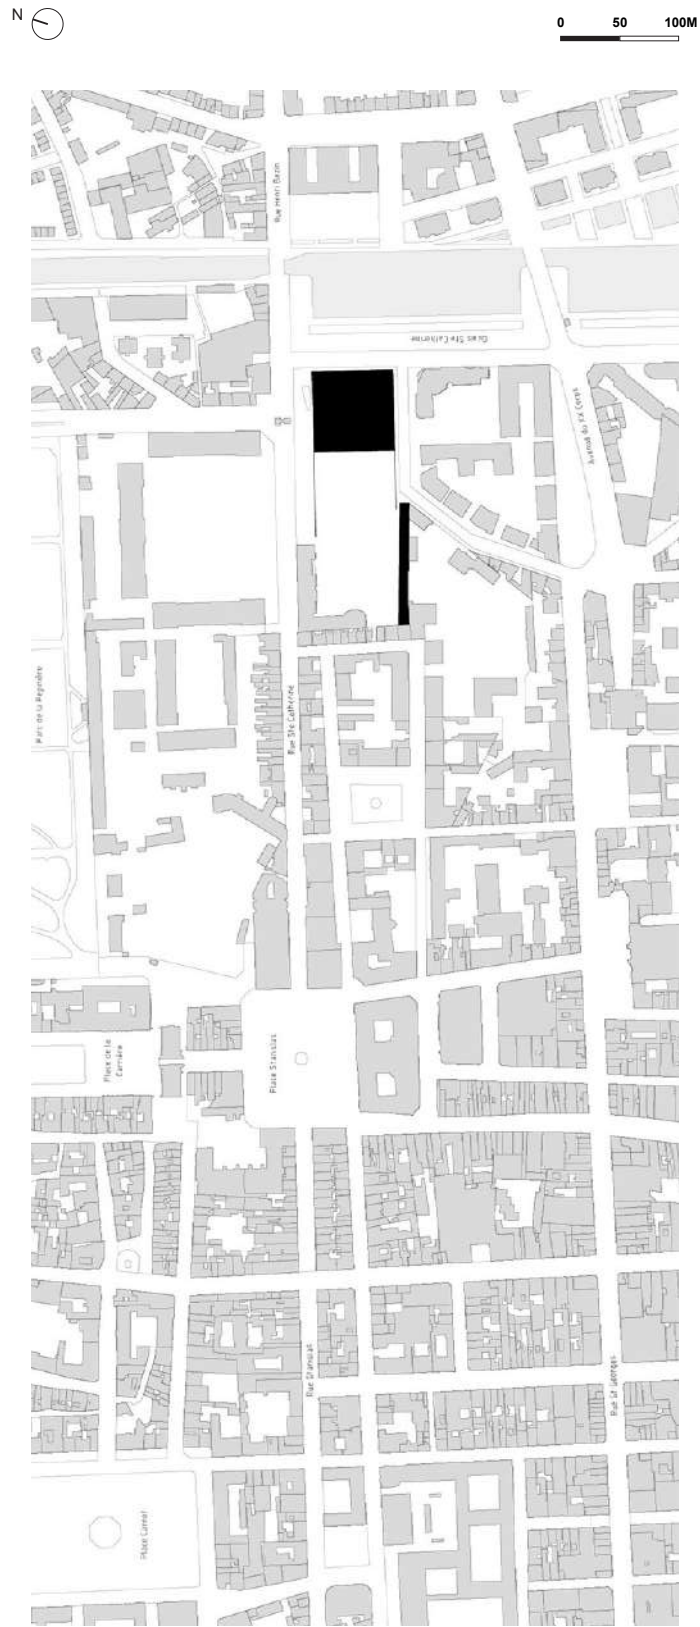 N
0 50 100M
Rue Henri Bazin
Quais Ste Catherine
Avenue du XX Corps
Parc de la Pépinière
Rue Ste Catherine
Place de la
Carrière
Place Stanislas
Rue Stanislas
Rue St Georges
Place Carnot